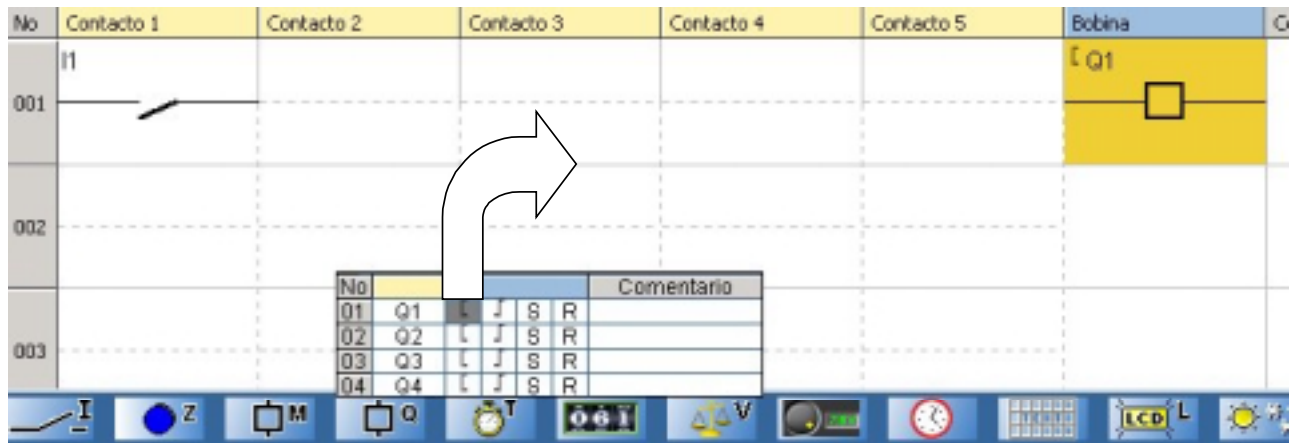 No Contacto 1 Contacto 2 Contacto 3 Contacto 4 Contacto 5 Bobina
I1 [ Q1
001
002
No Comentario
01 Q1 [ ∫ S R
02 Q2 [ ∫ S R
003
03 Q3 [ ∫ S R
04 Q4 [ ∫ S R
I Z M Q T V LCD L